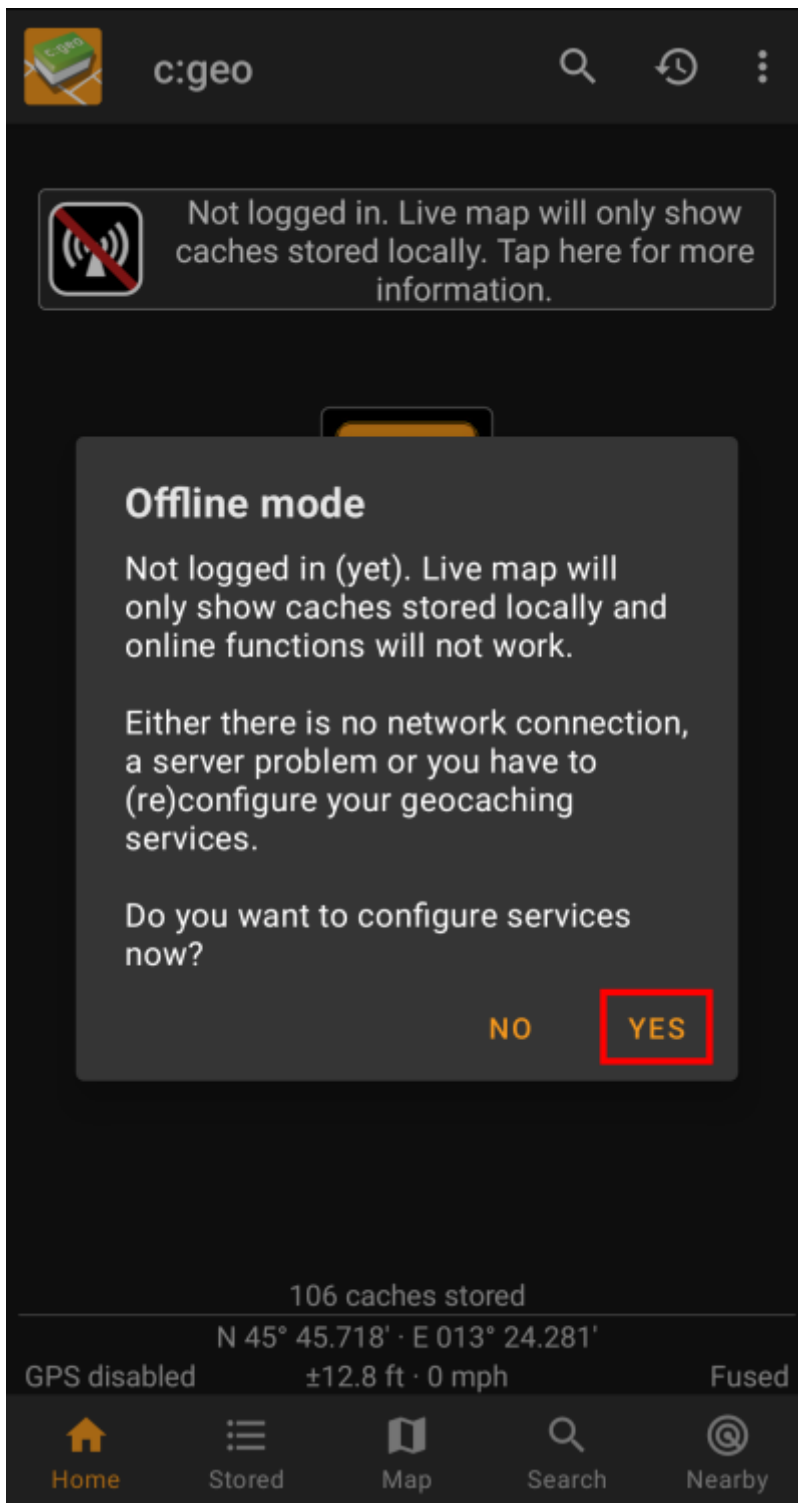 c:geo
c:geo
Not logged in. Live map will only show
caches stored locally. Tap here for more
information.
Offline mode
Not logged in (yet). Live map will
only show caches stored locally and
online functions will not work.
Either there is no network connection,
a server problem or you have to
(re)configure your geocaching
services.
Do you want to configure services
now?
NO YES
106 caches stored
N 45° 45.718' · E 013° 24.281'
GPS disabled ±12.8 ft · 0 mph Fused
Home Stored Map Search Nearby